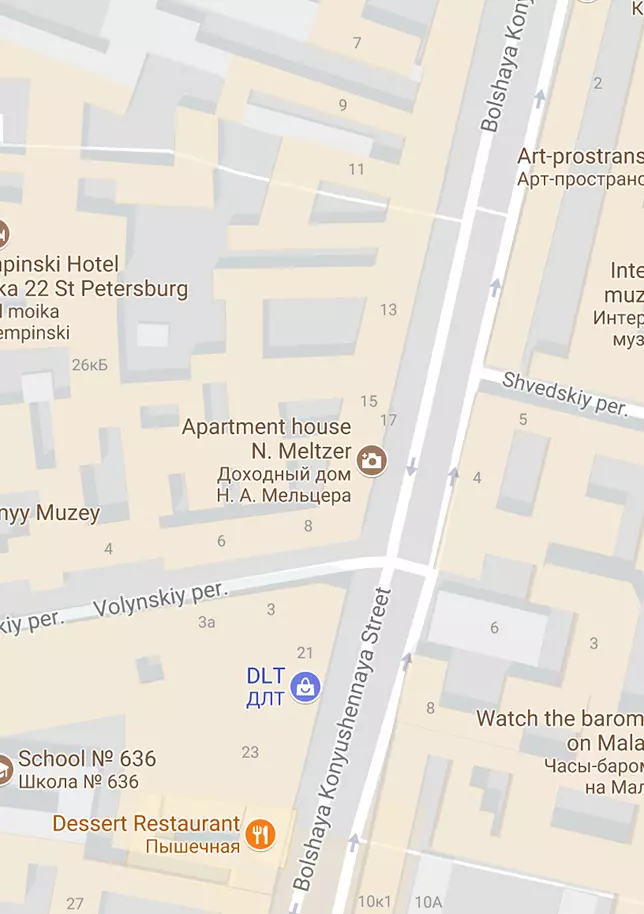 К
7
Bolshaya Kony
2
9
Art-prostrans
Арт-пространс
11
npinski Hotel
ka 22 St Petersburg
l moika
empinski
Inte
muz
Интер
муз
13
26кБ
Shvedskiy per.
15
17
5
Apartment house
N. Meltzer
Доходный дом
Н. А. Мельцера
4
nyy Muzey
8
6
4
Volynskiy per.
kiy per.
3
3а
6
3
21
DLT
ДЛТ
Bolshaya Konyushennaya Street
8
Watch the barom
on Mala
Часы-баром
на Мал
23
School № 636
Школа № 636
Dessert Restaurant
Пышечная
27
10к1
10А